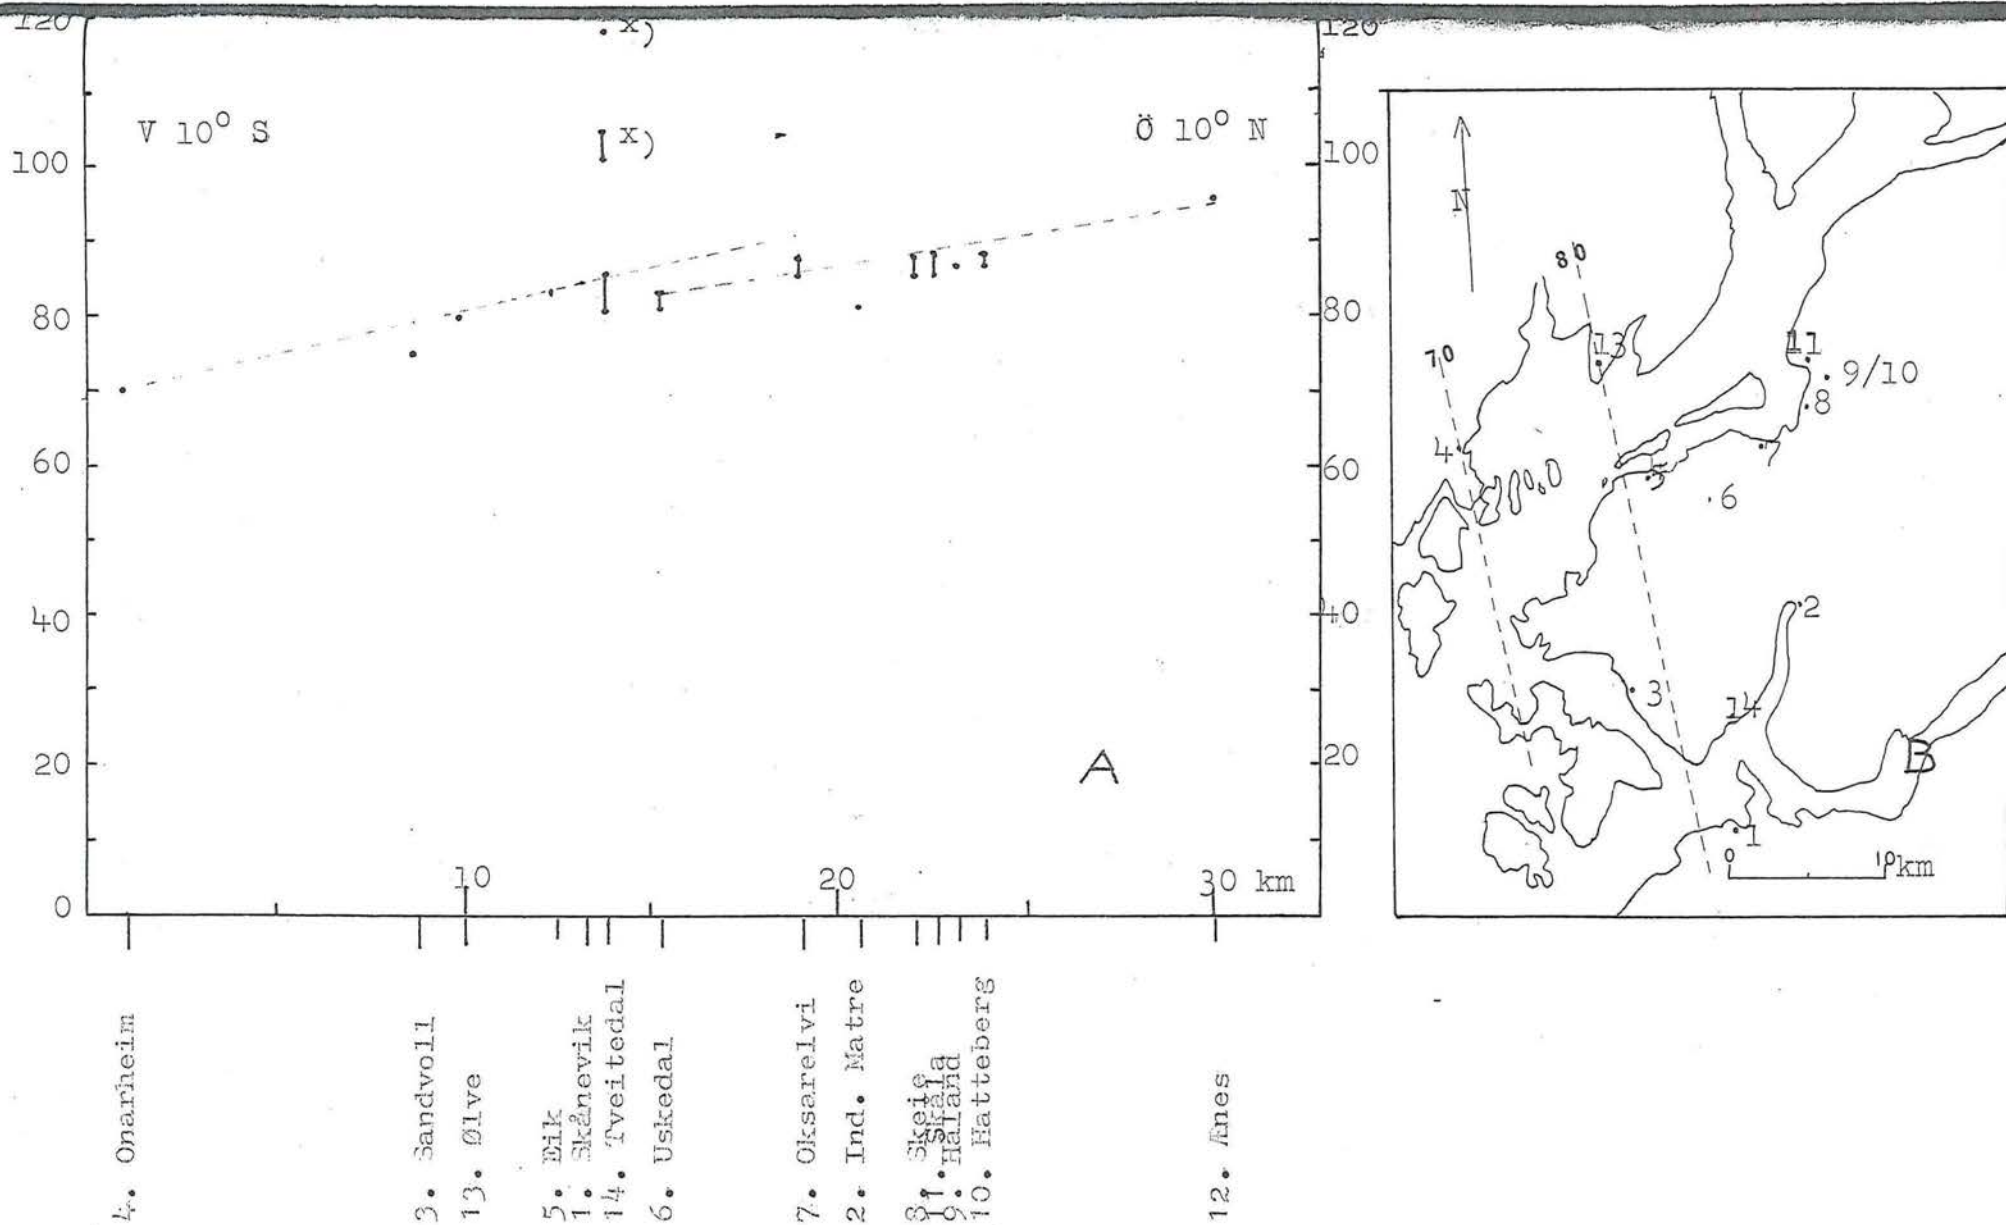 120
x)
120
V 10° S
x)
Ö 10° N
100
100
80
80
60
60
40
40
20
20
A
0
10
20
30 km
4. Onarheim
3. Sandvoll
13. Ølve
5. Eik
1. Skånevik
14. Tveitedal
6. Uskedal
7. Oksarelvi
2. Ind. Matre
8. Skeie
11. Skåla
9. Håland
10. Hatteberg
12. Ænes
N
80
70
13
11
9/10
8
4
7
5
6
2
3
14
B
1
0
10 km